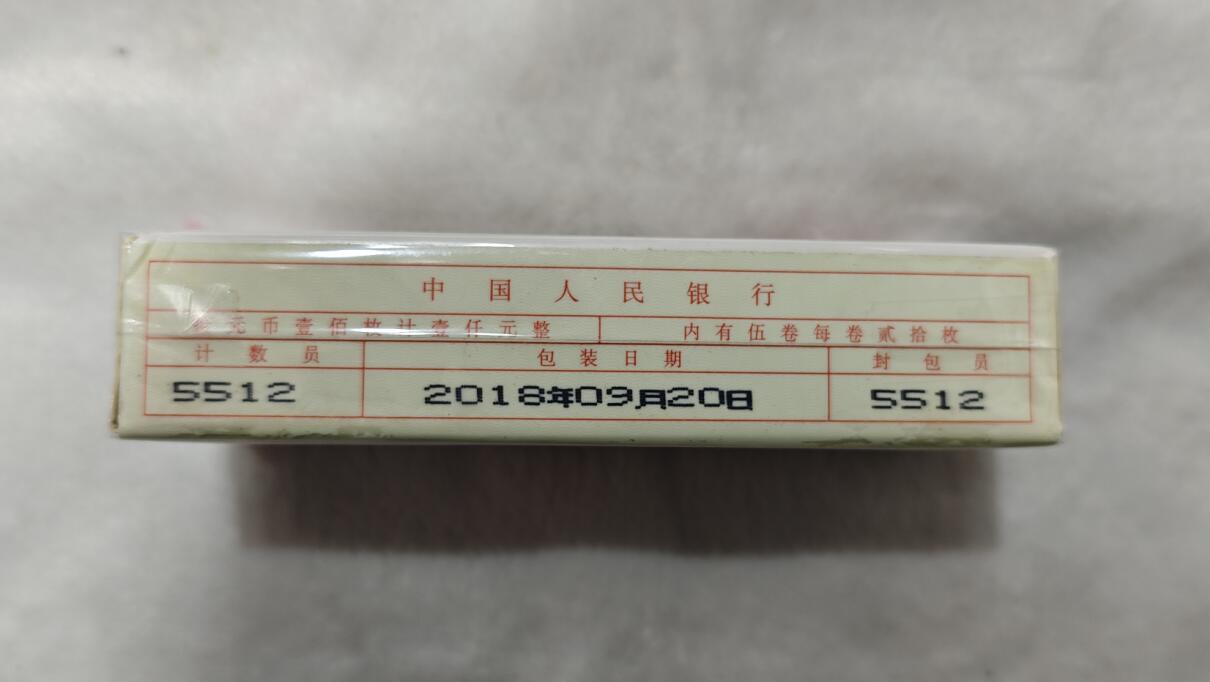 中国人民银行
元币壹佰枚计壹仟元整 内有伍卷每卷贰拾枚
计数员 包装日期 封包员
5512 2018年09月20日 5512